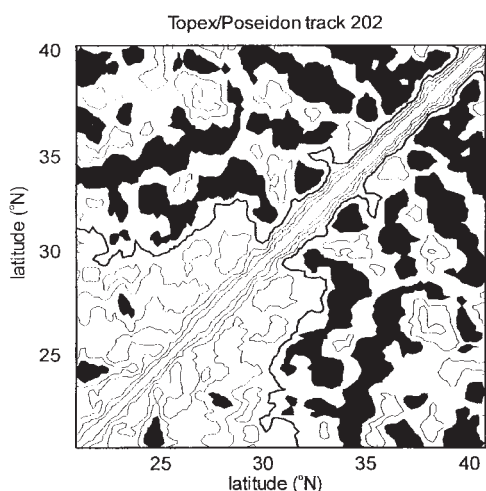 Topex/Poseidon track 202
40
35
30
25
latitude (°N)
25 30 35 40
latitude (°N)